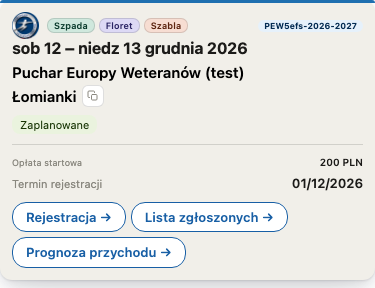 Szpada Floret Szabla PEW5efs-2026-2027
sob 12 – niedz 13 grudnia 2026
Puchar Europy Weteranów (test)
Łomianki
Zaplanowane
Opłata startowa 200 PLN
Termin rejestracji 01/12/2026
Rejestracja → Lista zgłoszonych →
Prognoza przychodu →